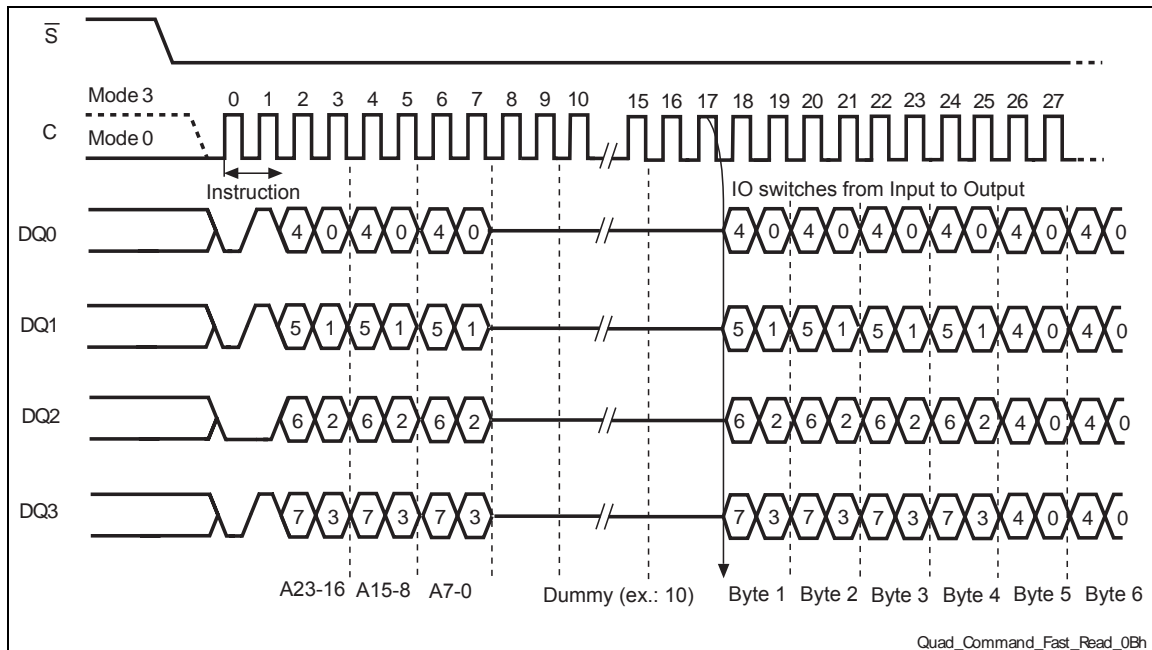 S
Mode 3
0 1 2 3 4 5 6 7 8 9 10 15 16 17 18 19 20 21 22 23 24 25 26 27
C
Mode 0
Instruction
IO switches from Input to Output
DQ0 4 0 4 0 4 0 4 0 4 0 4 0 4 0 4 0 4 0
DQ1 5 1 5 1 5 1 5 1 5 1 5 1 5 1 4 0 4 0
DQ2 6 2 6 2 6 2 6 2 6 2 6 2 6 2 4 0 4 0
DQ3 7 3 7 3 7 3 7 3 7 3 7 3 7 3 4 0 4 0
A23-16 A15-8 A7-0 Dummy (ex.: 10) Byte 1 Byte 2 Byte 3 Byte 4 Byte 5 Byte 6
Quad_Command_Fast_Read_0Bh